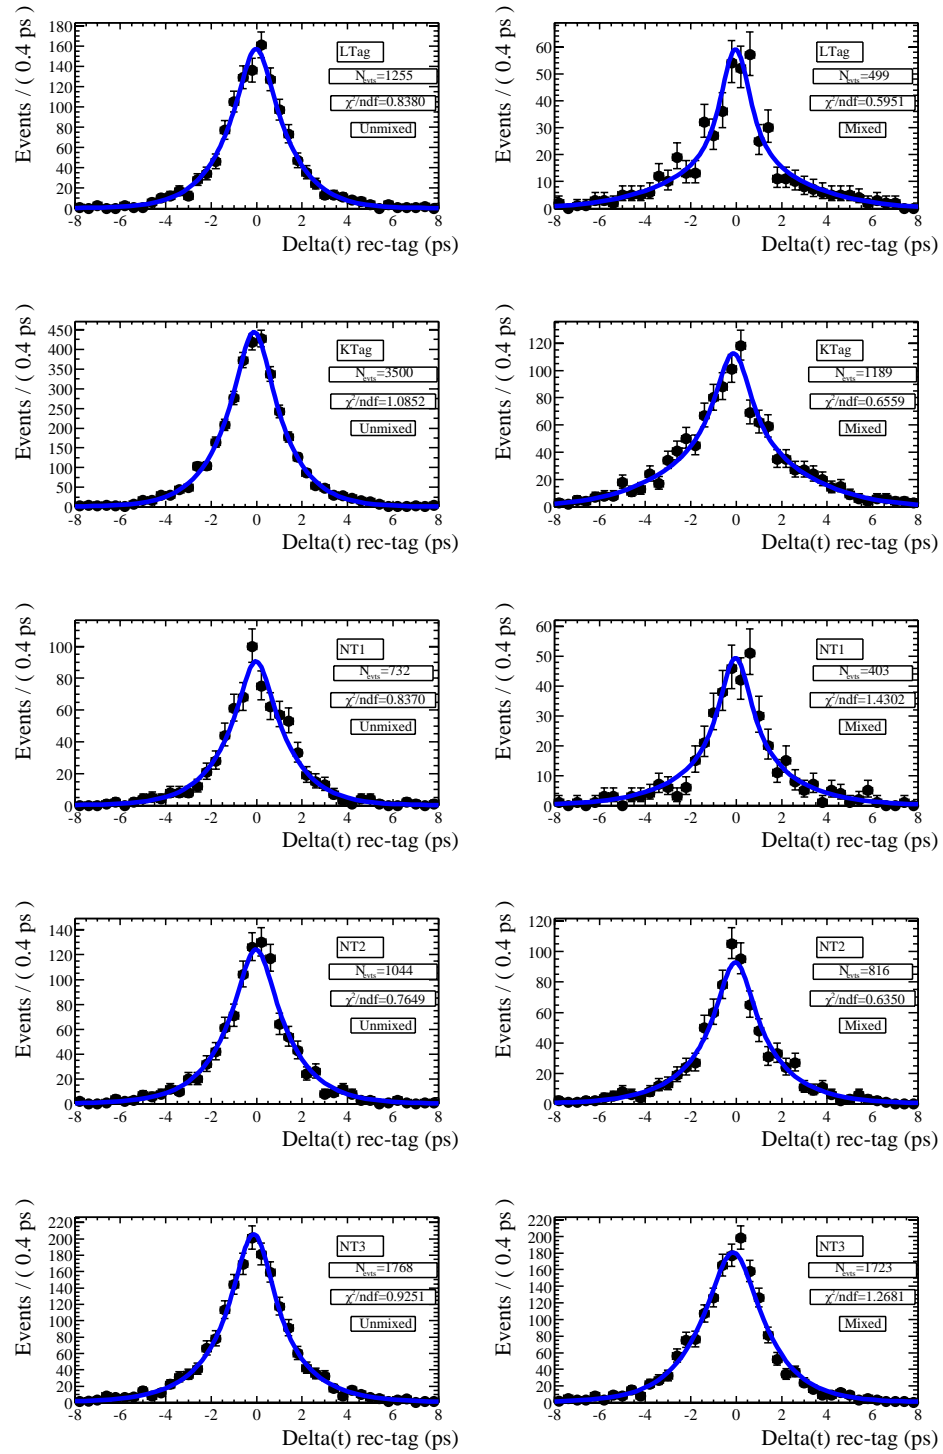 Events / ( 0.4 ps )
180
160
140
120
100
80
60
40
20
0
LTag
N_evts=1255
χ²/ndf=0.8380
Unmixed
-8 -6 -4 -2 0 2 4 6 8
Delta(t) rec-tag (ps)
Events / ( 0.4 ps )
60
50
40
30
20
10
0
LTag
N_evts=499
χ²/ndf=0.5951
Mixed
-8 -6 -4 -2 0 2 4 6 8
Delta(t) rec-tag (ps)
Events / ( 0.4 ps )
450
400
350
300
250
200
150
100
50
0
KTag
N_evts=3500
χ²/ndf=1.0852
Unmixed
-8 -6 -4 -2 0 2 4 6 8
Delta(t) rec-tag (ps)
Events / ( 0.4 ps )
120
100
80
60
40
20
0
KTag
N_evts=1189
χ²/ndf=0.6559
Mixed
-8 -6 -4 -2 0 2 4 6 8
Delta(t) rec-tag (ps)
Events / ( 0.4 ps )
100
80
60
40
20
0
NT1
N_evts=732
χ²/ndf=0.8370
Unmixed
-8 -6 -4 -2 0 2 4 6 8
Delta(t) rec-tag (ps)
Events / ( 0.4 ps )
60
50
40
30
20
10
0
NT1
N_evts=403
χ²/ndf=1.4302
Mixed
-8 -6 -4 -2 0 2 4 6 8
Delta(t) rec-tag (ps)
Events / ( 0.4 ps )
140
120
100
80
60
40
20
0
NT2
N_evts=1044
χ²/ndf=0.7649
Unmixed
-8 -6 -4 -2 0 2 4 6 8
Delta(t) rec-tag (ps)
Events / ( 0.4 ps )
120
100
80
60
40
20
0
NT2
N_evts=816
χ²/ndf=0.6350
Mixed
-8 -6 -4 -2 0 2 4 6 8
Delta(t) rec-tag (ps)
Events / ( 0.4 ps )
220
200
180
160
140
120
100
80
60
40
20
0
NT3
N_evts=1768
χ²/ndf=0.9251
Unmixed
-8 -6 -4 -2 0 2 4 6 8
Delta(t) rec-tag (ps)
Events / ( 0.4 ps )
220
200
180
160
140
120
100
80
60
40
20
0
NT3
N_evts=1723
χ²/ndf=1.2681
Mixed
-8 -6 -4 -2 0 2 4 6 8
Delta(t) rec-tag (ps)